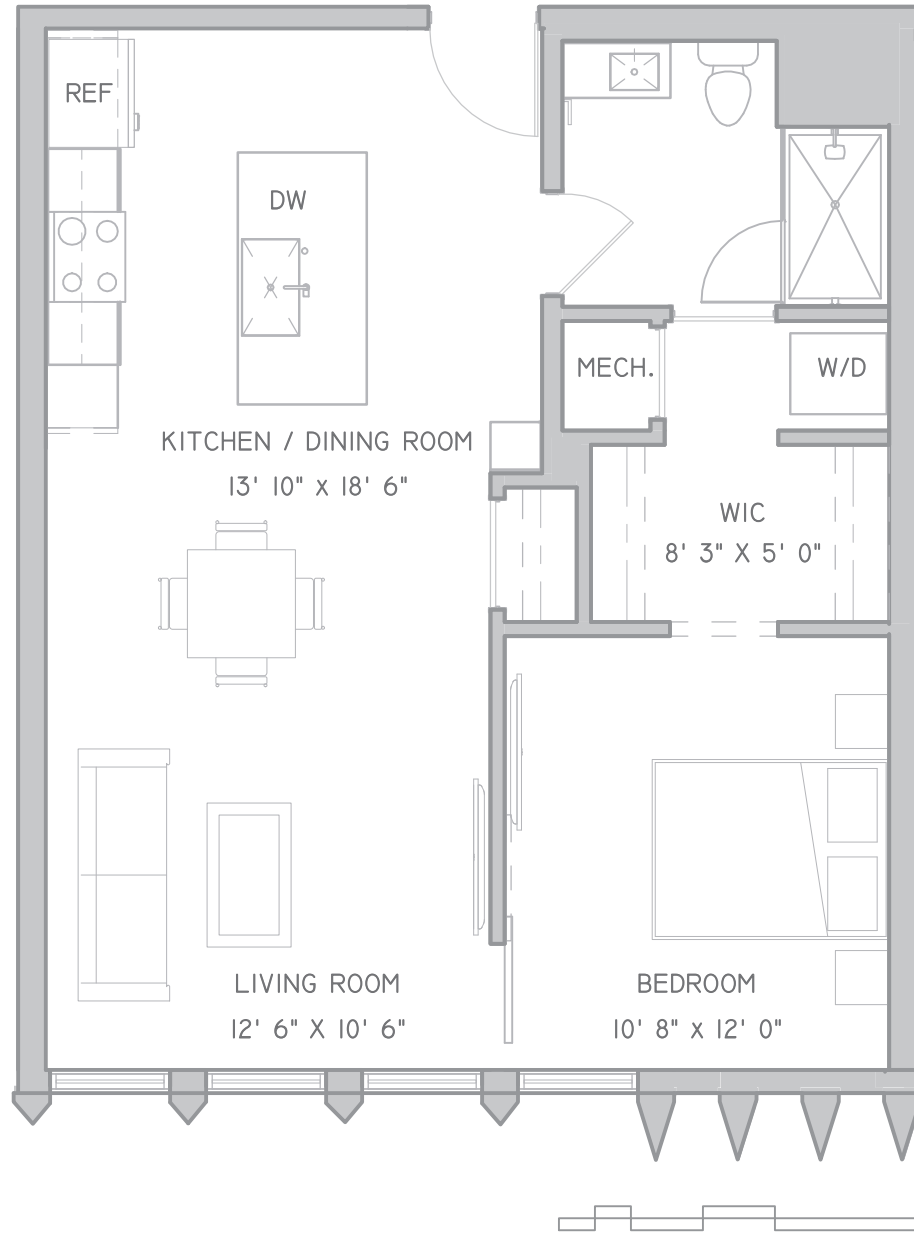 REF
DW
MECH.
W/D
KITCHEN / DINING ROOM
13' 10" X 18' 6"
WIC
8' 3" X 5' 0"
LIVING ROOM
12' 6" X 10' 6"
BEDROOM
10' 8" X 12' 0"